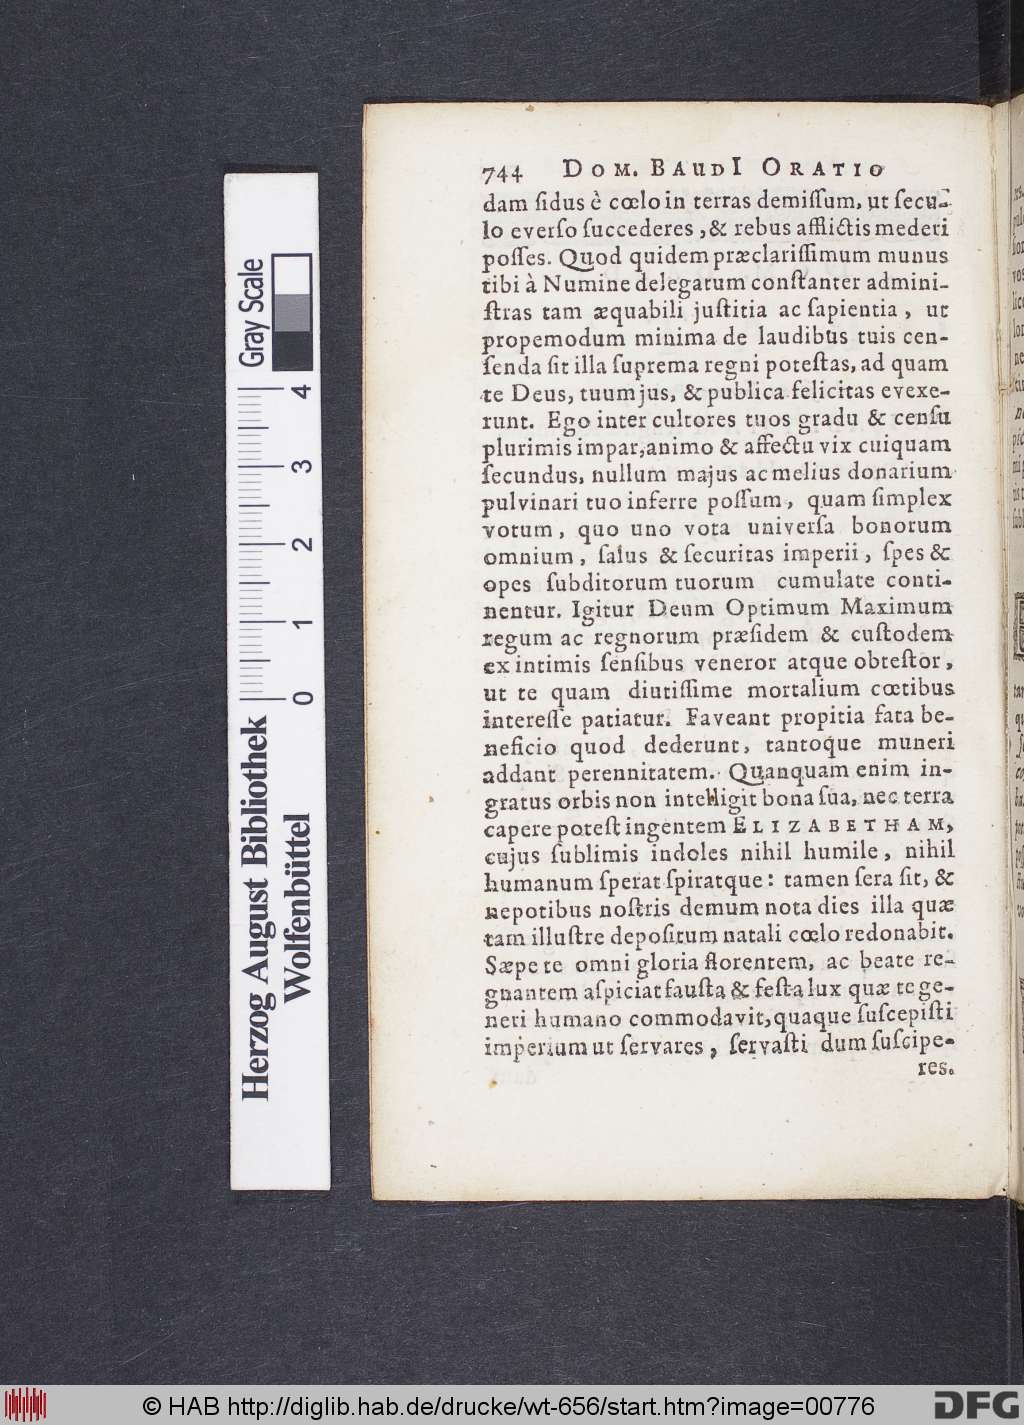 744 DOM. BAUDI ORATIO
dam ſidus è cœlo in terras demiſſum, ut ſecu-
lo everſo ſuccederes, & rebus afflictis mederi
poſſes. Quod quidem præclariſſimum munus
tibi à Numine delegatum conſtanter admini-
ſtras tam æquabili juſtitia ac ſapientia, ut
propemodum minima de laudibus tuis cen-
ſenda ſit illa ſuprema regni poteſtas, ad quam
te Deus, tuum jus, & publica felicitas evexe-
runt. Ego inter cultores tuos gradu & cenſu
plurimis impar, animo & affectu vix cuiquam
ſecundus, nullum majus ac melius donarium
pulvinari tuo inferre poſſum, quam ſimplex
votum, quo uno vota univerſa bonorum
omnium, ſalus & ſecuritas imperii, ſpes &
opes ſubditorum tuorum cumulate conti-
nentur. Igitur Deum Optimum Maximum
regum ac regnorum præſidem & cuſtodem
ex intimis ſenſibus veneror atque obteſtor,
ut te quam diutiſſime mortalium cœtibus
intereſſe patiatur. Faveant propitia fata be-
neficio quod dederunt, tantoque muneri
addant perennitatem. Quanquam enim in-
gratus orbis non intelligit bona ſua, nec terra
capere poteſt ingentem ELIZABETHAM,
cujus ſublimis indoles nihil humile, nihil
humanum ſperat ſpiratque: tamen ſera ſit, &
nepotibus noſtris demum nota dies illa quæ
tam illuſtre depoſitum natali cœlo redonabit.
Sæpe te omni gloria florentem, ac beate re-
gnantem aſpiciat fauſta & feſta lux quæ te ge-
neri humano commodavit, quaque ſuſcepiſti
imperium ut ſervares, ſervaſti dum ſuſcipe-
res.
Gray Scale
4
3
2
1
0
Herzog August Bibliothek
Wolfenbüttel
© HAB http://diglib.hab.de/drucke/wt-656/start.htm?image=00776
DFG